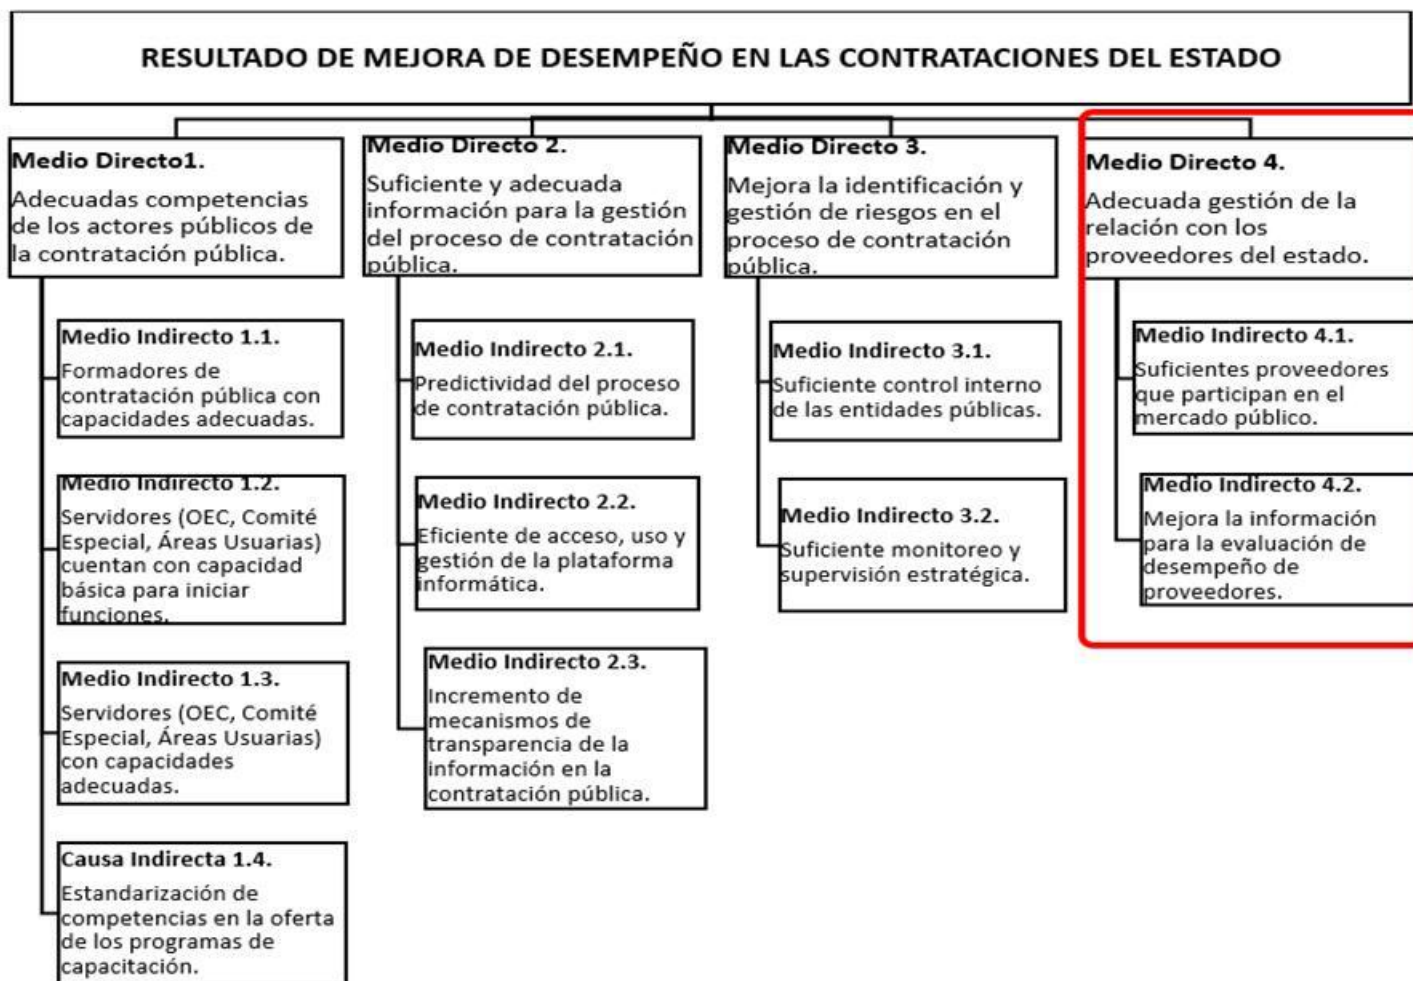 RESULTADO DE MEJORA DE DESEMPEÑO EN LAS CONTRATACIONES DEL ESTADO
Medio Directo1.
Adecuadas competencias
de los actores públicos de
la contratación pública.
Medio Indirecto 1.1.
Formadores de
contratación pública con
capacidades adecuadas.
Medio Indirecto 1.2.
Servidores (OEC, Comité
Especial, Áreas Usuarias)
cuentan con capacidad
básica para iniciar
funciones.
Medio Indirecto 1.3.
Servidores (OEC, Comité
Especial, Áreas Usuarias)
con capacidades
adecuadas.
Causa Indirecta 1.4.
Estandarización de
competencias en la oferta
de los programas de
capacitación.
Medio Directo 2.
Suficiente y adecuada
información para la gestión
del proceso de contratación
pública.
Medio Indirecto 2.1.
Predictividad del proceso
de contratación pública.
Medio Indirecto 2.2.
Eficiente de acceso, uso y
gestión de la plataforma
informática.
Medio Indirecto 2.3.
Incremento de
mecanismos de
transparencia de la
información en la
contratación pública.
Medio Directo 3.
Mejora la identificación y
gestión de riesgos en el
proceso de contratación
pública.
Medio Indirecto 3.1.
Suficiente control interno
de las entidades públicas.
Medio Indirecto 3.2.
Suficiente monitoreo y
supervisión estratégica.
Medio Directo 4.
Adecuada gestión de la
relación con los
proveedores del estado.
Medio Indirecto 4.1.
Suficientes proveedores
que participan en el
mercado público.
Medio Indirecto 4.2.
Mejora la información
para la evaluación de
desempeño de
proveedores.